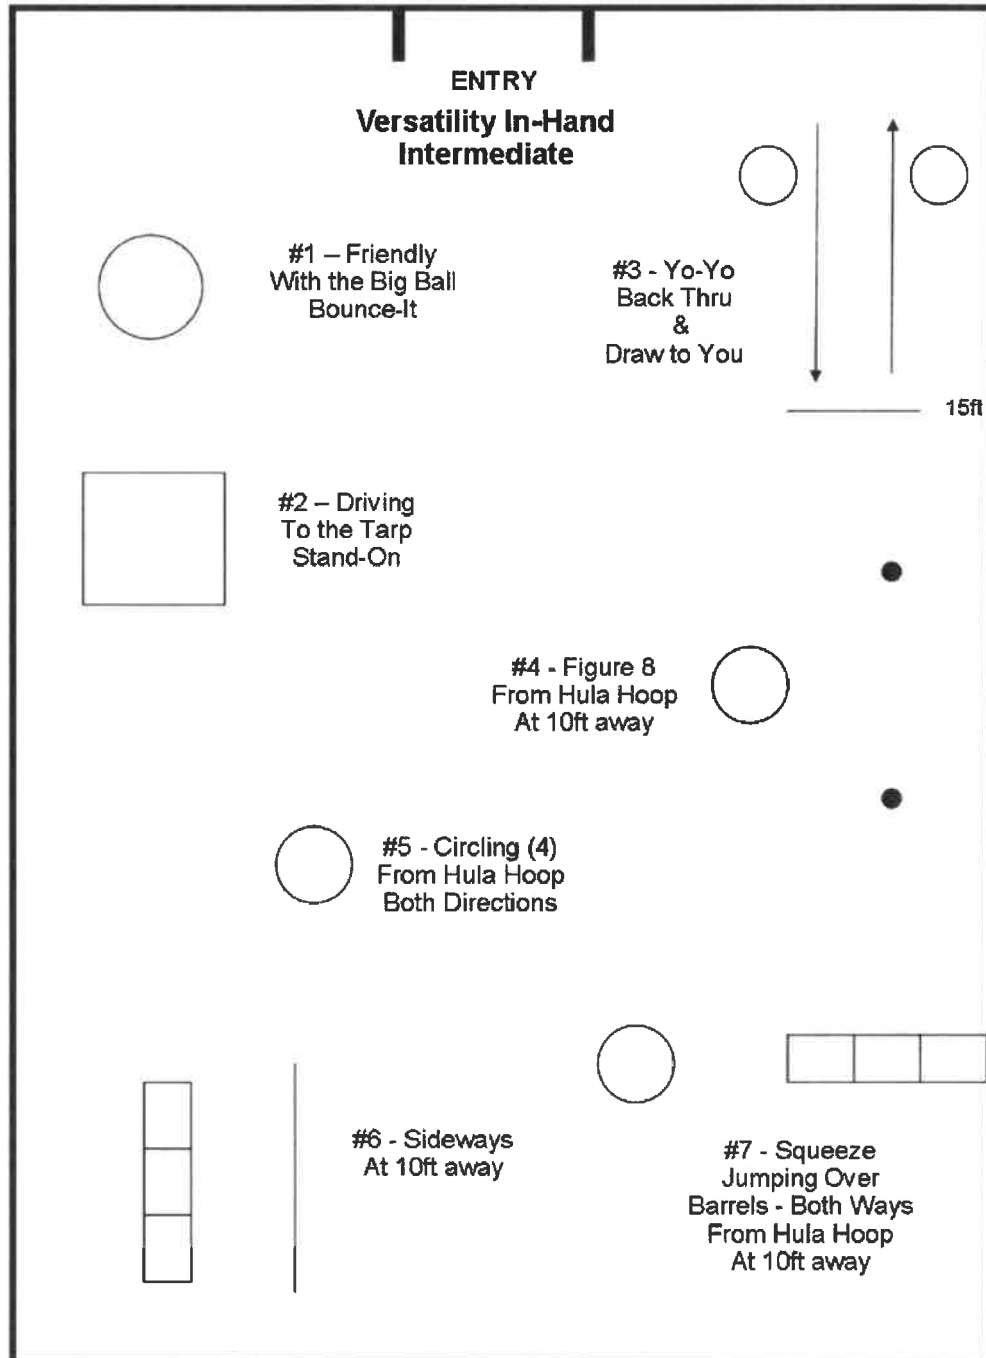 ENTRY
Versatility In-Hand
Intermediate
#1 – Friendly
With the Big Ball
Bounce-It
#3 - Yo-Yo
Back Thru
&
Draw to You
15ft
#2 – Driving
To the Tarp
Stand-On
#4 - Figure 8
From Hula Hoop
At 10ft away
#5 - Circling (4)
From Hula Hoop
Both Directions
#6 - Sideways
At 10ft away
#7 - Squeeze
Jumping Over
Barrels - Both Ways
From Hula Hoop
At 10ft away